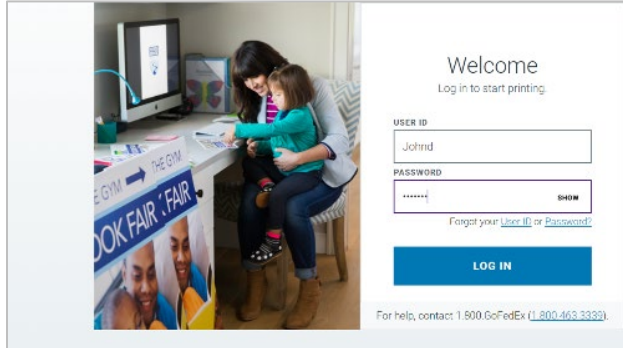 Welcome
Log in to start printing.
USER ID
Johnd
PASSWORD
•••••••
SHOW
Forgot your User ID or Password?
LOG IN
For help, contact 1.800.GoFedEx (1.800.463.3339).
THE GYM
E GYM
OOK FAIR
FAIR